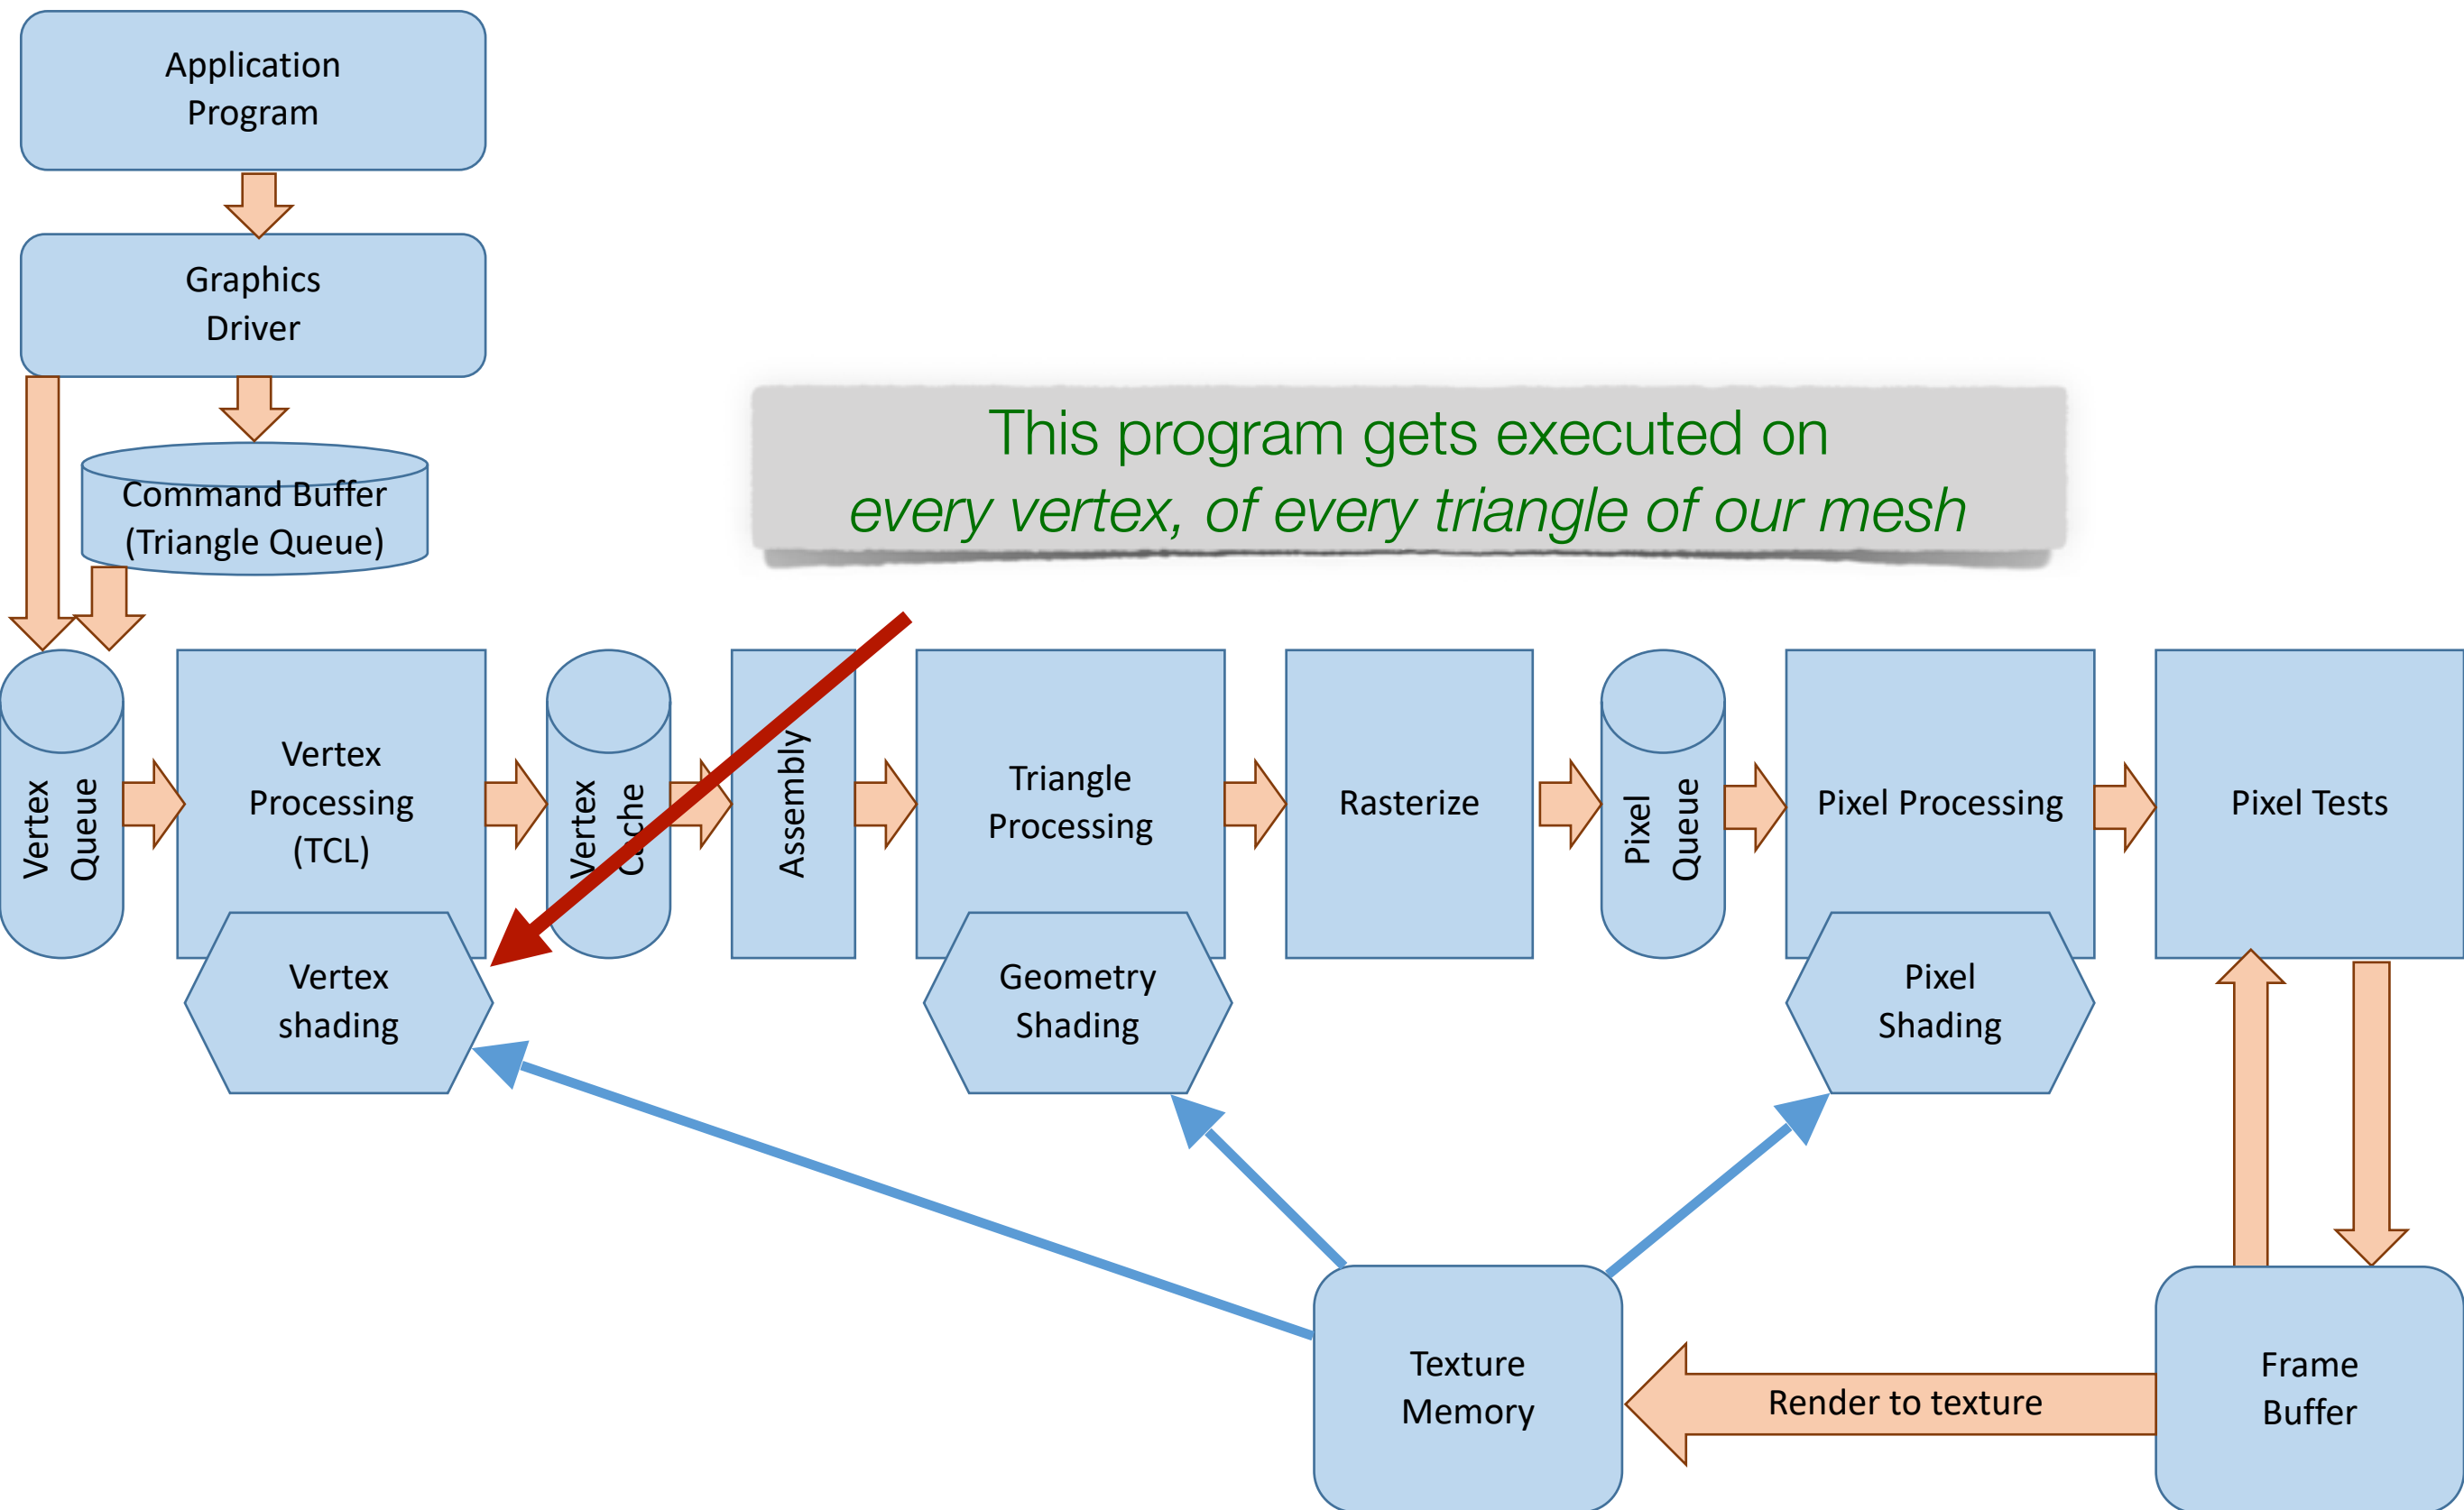 Application
Program
Graphics
Driver
Command Buffer
(Triangle Queue)
This program gets executed on
every vertex, of every triangle of our mesh
Vertex
Queue
Vertex
Processing
(TCL)
Vertex
Cache
Assembly
Triangle
Processing
Rasterize
Pixel
Queue
Pixel Processing
Pixel Tests
Vertex
shading
Geometry
Shading
Pixel
Shading
Texture
Memory
Render to texture
Frame
Buffer